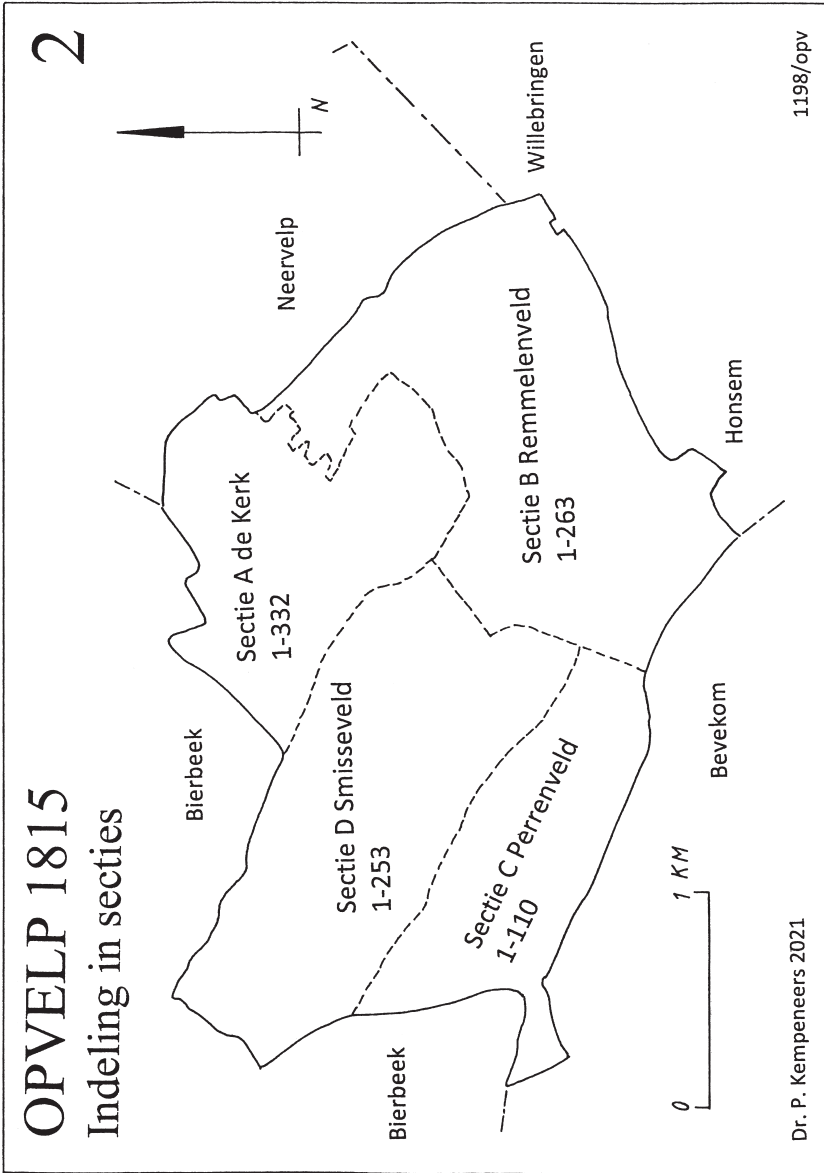 OPVELP 1815
Indeling in secties
2
N
Bierbeek
Neervelp
Willebringen
Sectie A de Kerk
1-332
Sectie D Smisseveld
1-253
Sectie B Remmelenveld
1-263
Sectie C Perrenveld
1-110
Bierbeek
Bevekom
Honsem
0
1 KM
Dr. P. Kempeneers 2021
1198/opv